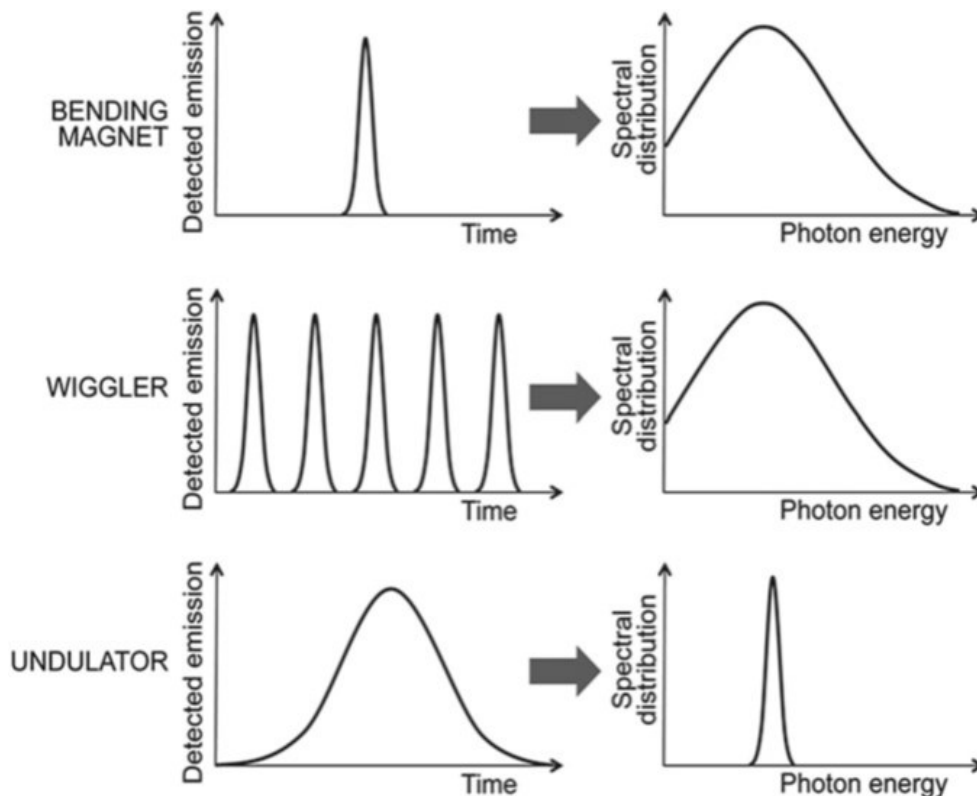 BENDING
MAGNET
Detected emission
Time
Spectral
distribution
Photon energy
WIGGLER
Detected emission
Time
Spectral
distribution
Photon energy
UNDULATOR
Detected emission
Time
Spectral
distribution
Photon energy